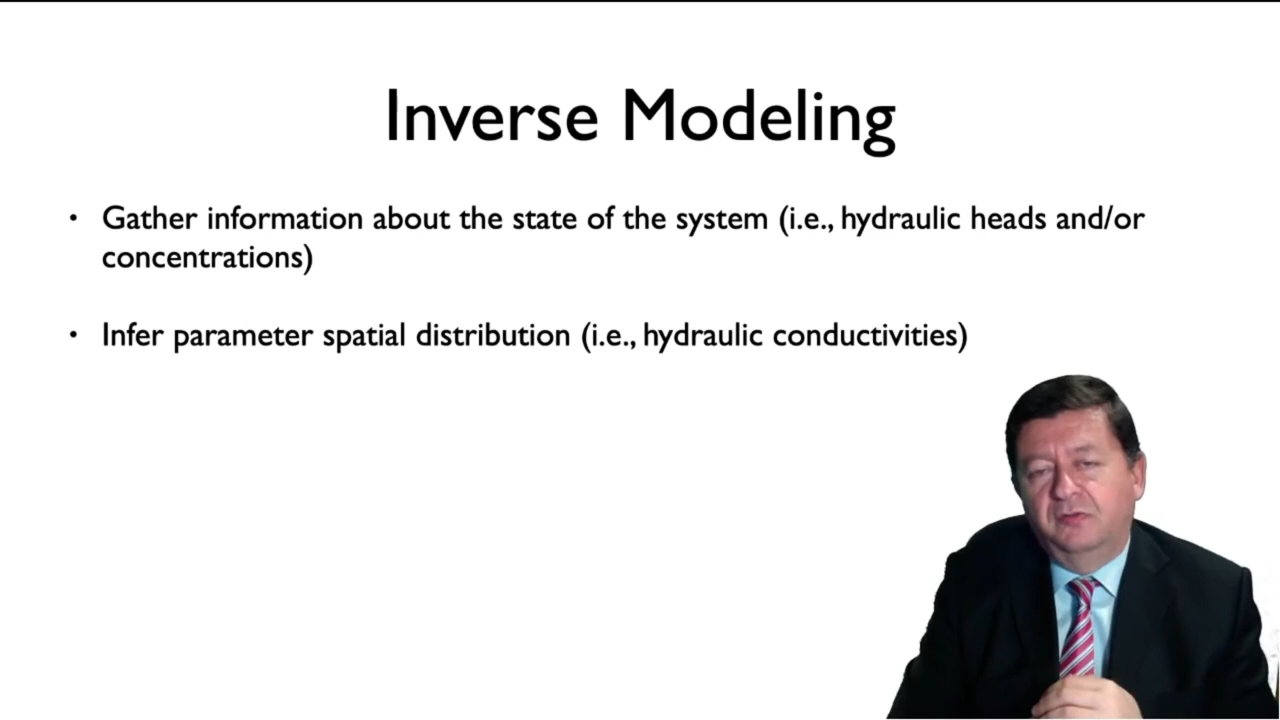 Inverse Modeling
• Gather information about the state of the system (i.e., hydraulic heads and/or
concentrations)
• Infer parameter spatial distribution (i.e., hydraulic conductivities)